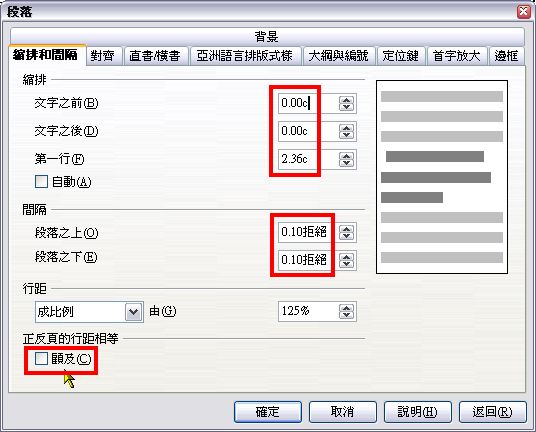 段落
背景
縮排和間隔 對齊 直書/橫書 亞洲語言排版式樣 大綱與編號 定位鍵 首字放大 邊框
縮排
文字之前(B) 0.00c
文字之後(D) 0.00c
第一行(F) 2.36c
自動(A)
間隔
段落之上(O) 0.10拒絕
段落之下(E) 0.10拒絕
行距
成比例 由(G) 125%
正反頁的行距相等
顧及(C)
確定 取消 說明(H) 返回(R)